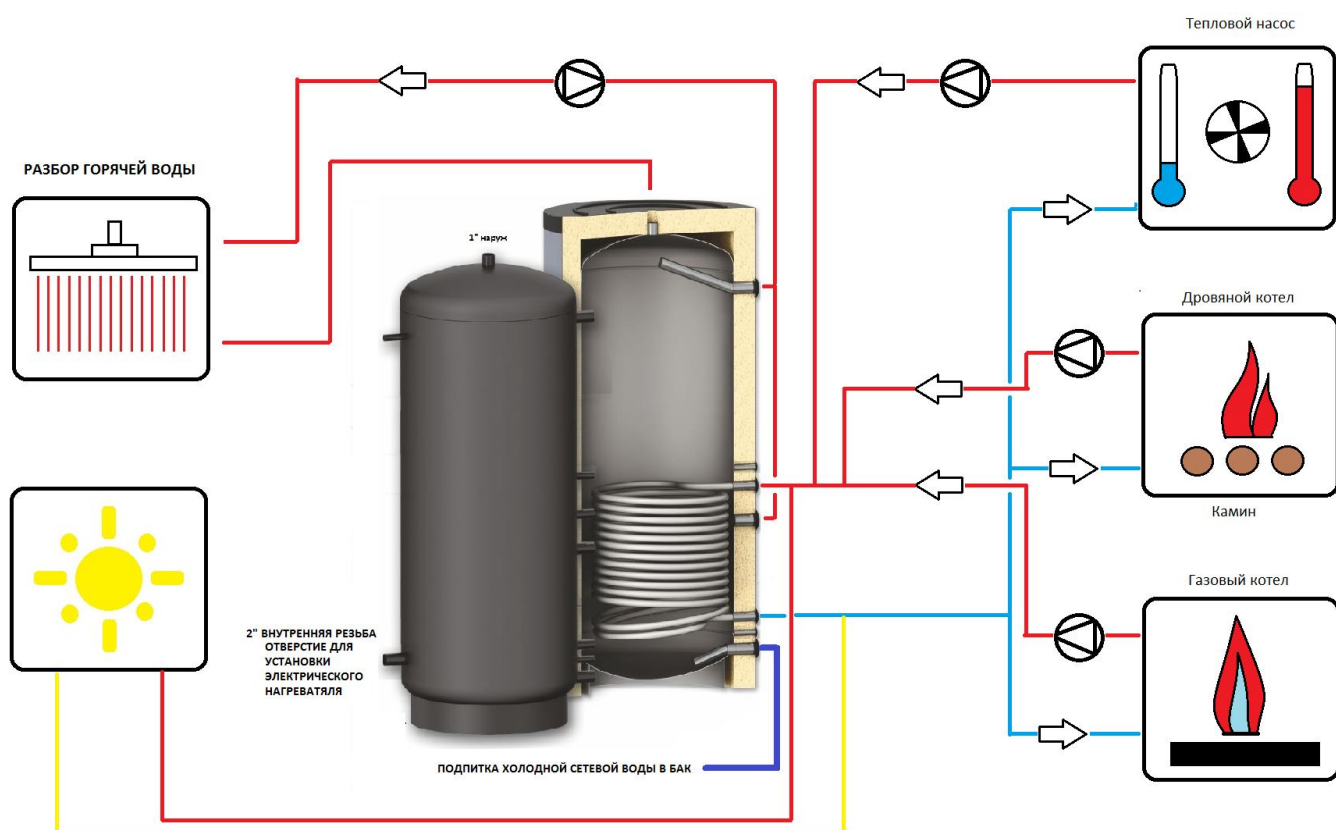 Тепловой насос
РАЗБОР ГОРЯЧЕЙ ВОДЫ
1" наруж
Дровяной котел
Камин
Газовый котел
2" ВНУТРЕННЯЯ РЕЗЬБА
ОТВЕРСТИЕ ДЛЯ
УСТАНОВКИ
ЭЛЕКТРИЧЕСКОГО
НАГРЕВАТЯЛЯ
ПОДПИТКА ХОЛОДНОЙ СЕТЕВОЙ ВОДЫ В БАК